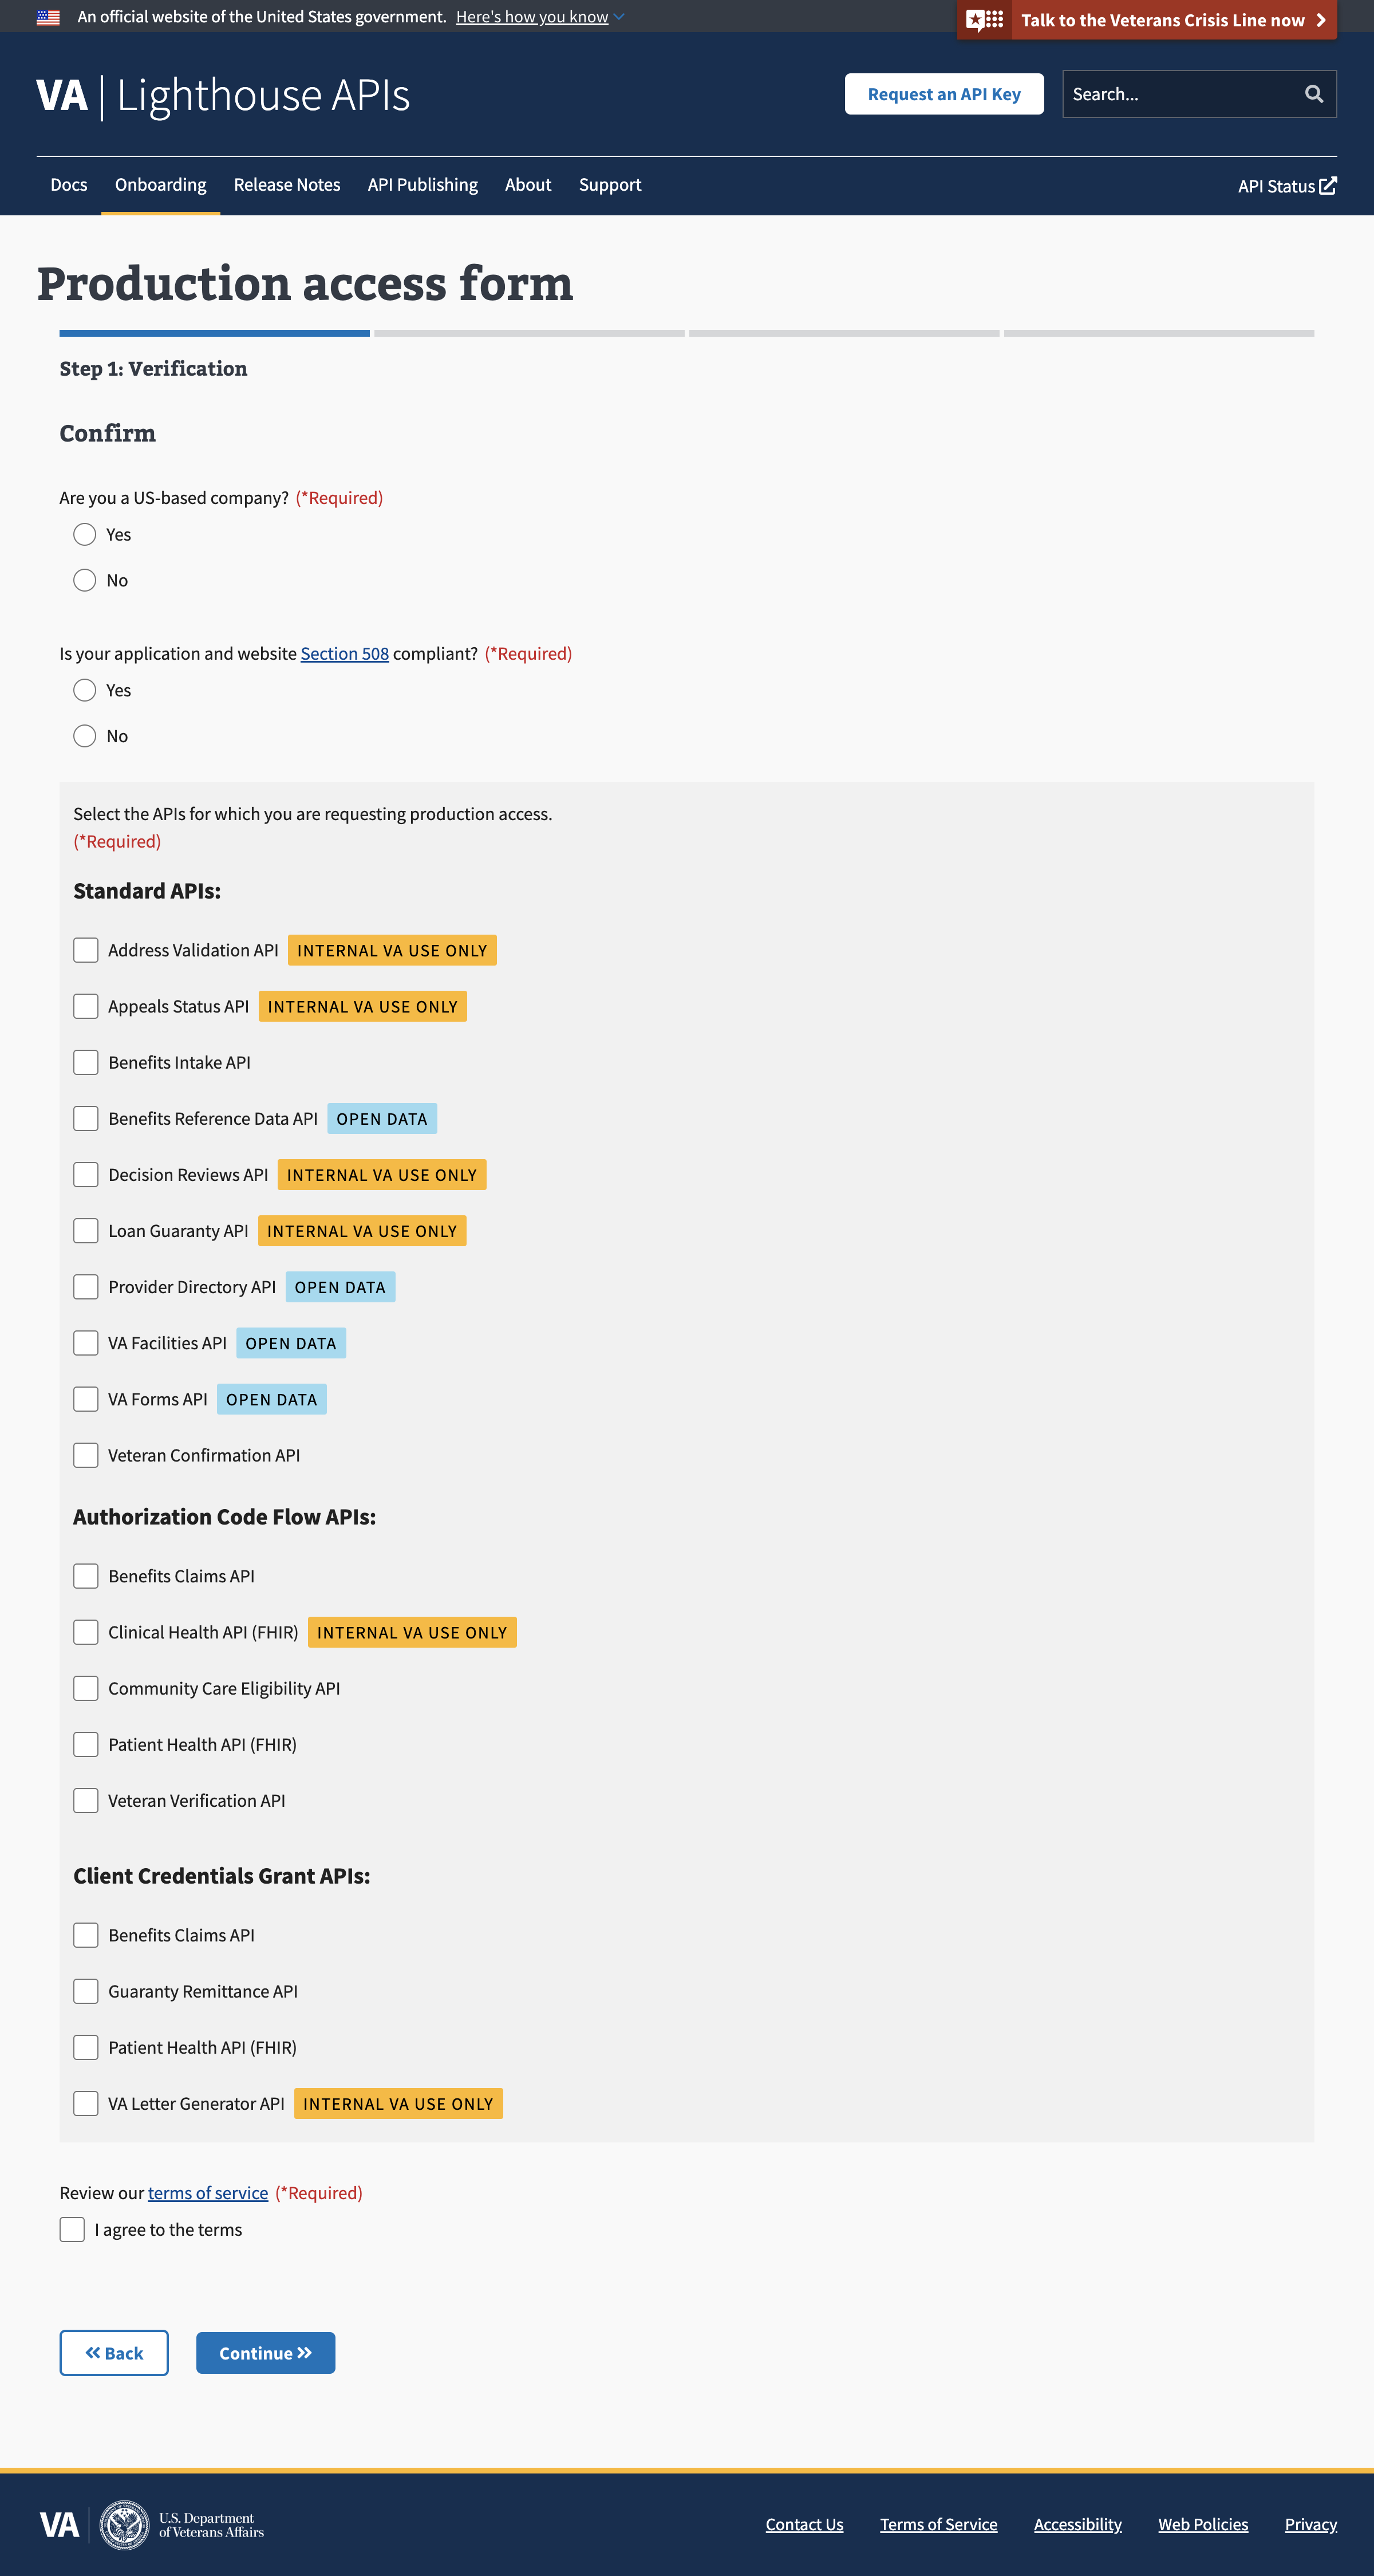 An official website of the United States government. Here's how you know
Talk to the Veterans Crisis Line now
VA | Lighthouse APIs
Request an API Key
Search...
Docs Onboarding Release Notes API Publishing About Support API Status
Production access form
Step 1: Verification
Confirm
Are you a US-based company? (*Required)
Yes
No
Is your application and website Section 508 compliant? (*Required)
Yes
No
Select the APIs for which you are requesting production access.
(*Required)
Standard APIs:
Address Validation API INTERNAL VA USE ONLY
Appeals Status API INTERNAL VA USE ONLY
Benefits Intake API
Benefits Reference Data API OPEN DATA
Decision Reviews API INTERNAL VA USE ONLY
Loan Guaranty API INTERNAL VA USE ONLY
Provider Directory API OPEN DATA
VA Facilities API OPEN DATA
VA Forms API OPEN DATA
Veteran Confirmation API
Authorization Code Flow APIs:
Benefits Claims API
Clinical Health API (FHIR) INTERNAL VA USE ONLY
Community Care Eligibility API
Patient Health API (FHIR)
Veteran Verification API
Client Credentials Grant APIs:
Benefits Claims API
Guaranty Remittance API
Patient Health API (FHIR)
VA Letter Generator API INTERNAL VA USE ONLY
Review our terms of service (*Required)
I agree to the terms
Back
Continue
VA
U.S. Department
of Veterans Affairs
Contact Us Terms of Service Accessibility Web Policies Privacy